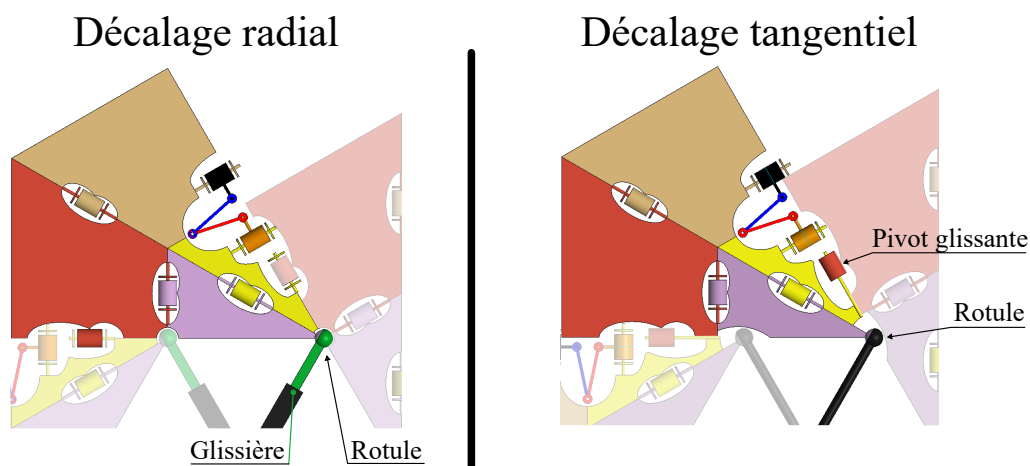 Décalage radial
Décalage tangentiel
Pivot glissante
Rotule
Glissière
Rotule